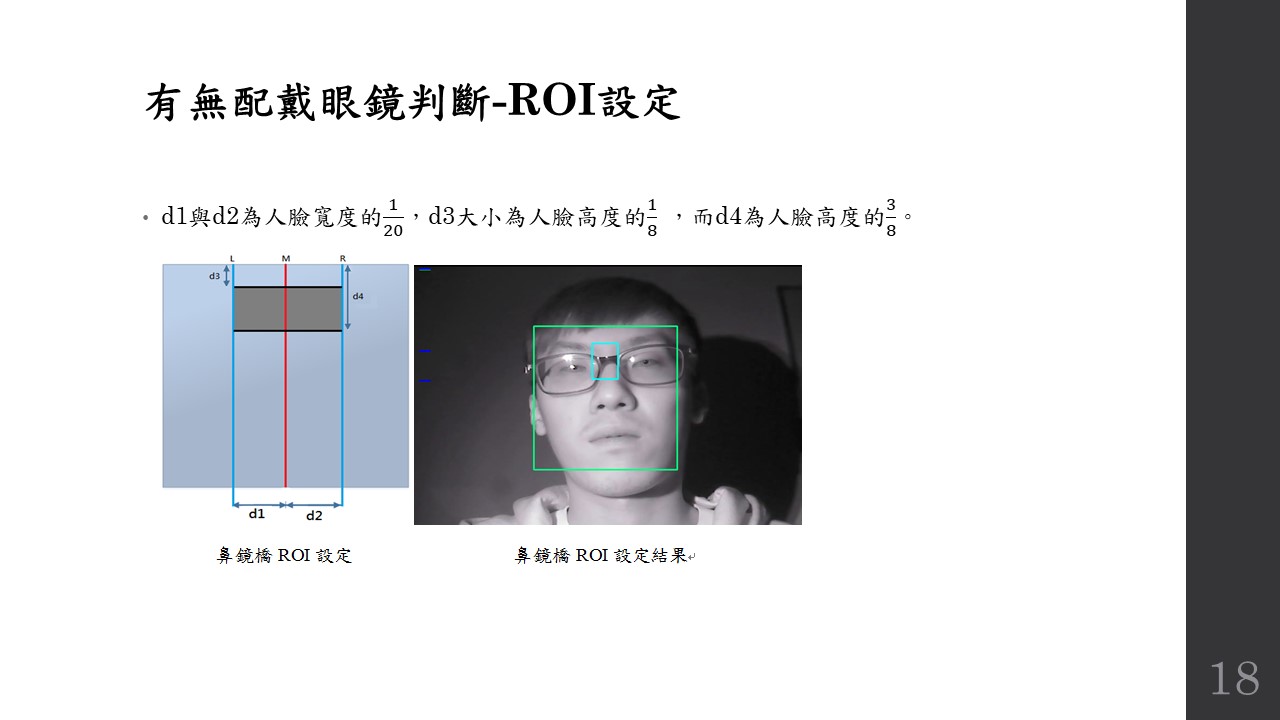 有無配戴眼鏡判斷-ROI設定
• d1與d2為人臉寬度的1/20，d3大小為人臉高度的1/8 ，而d4為人臉高度的3/8。
L M R
d3
d4
d1 d2
鼻鏡橋 ROI 設定
鼻鏡橋 ROI 設定結果↵
18